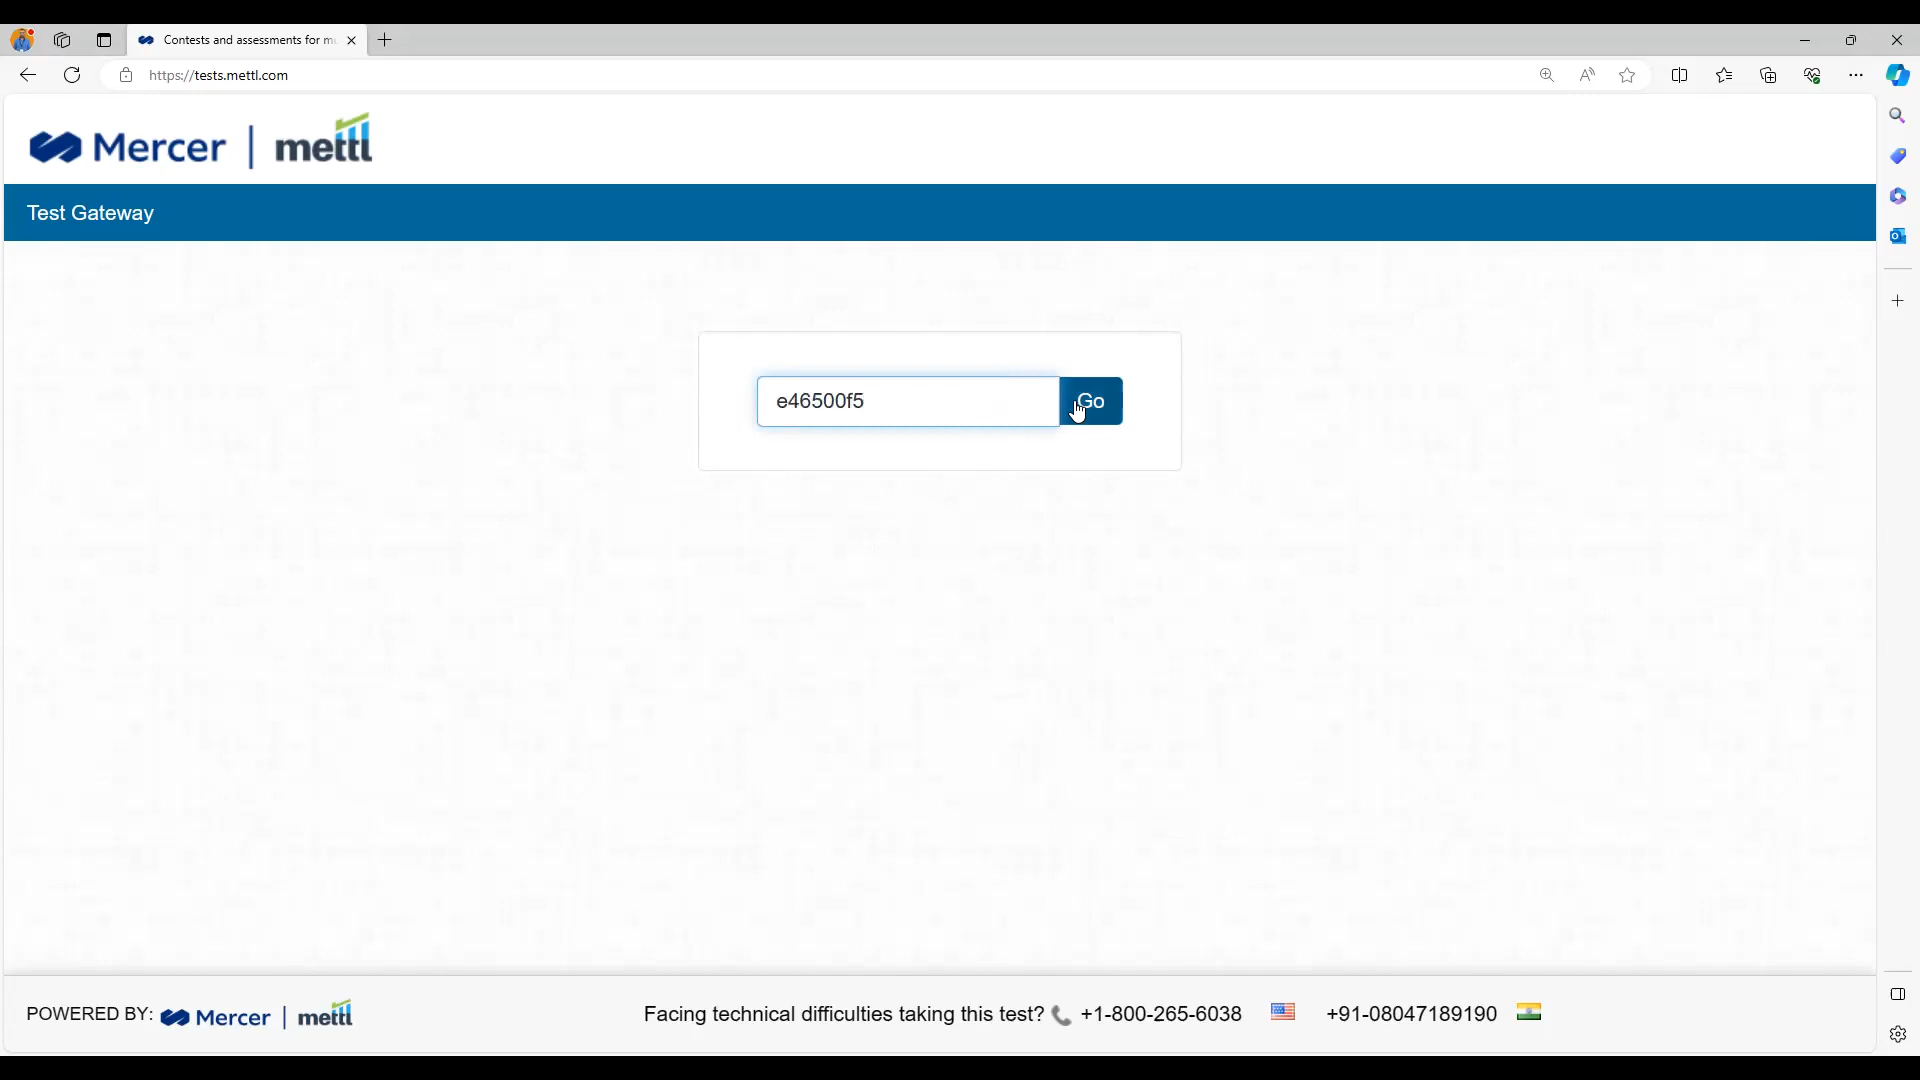 Contests and assessments for mu
https://tests.mettl.com
Mercer | mettl
Test Gateway
e46500f5
Go
POWERED BY: Mercer | mettl
Facing technical difficulties taking this test? +1-800-265-6038 +91-08047189190